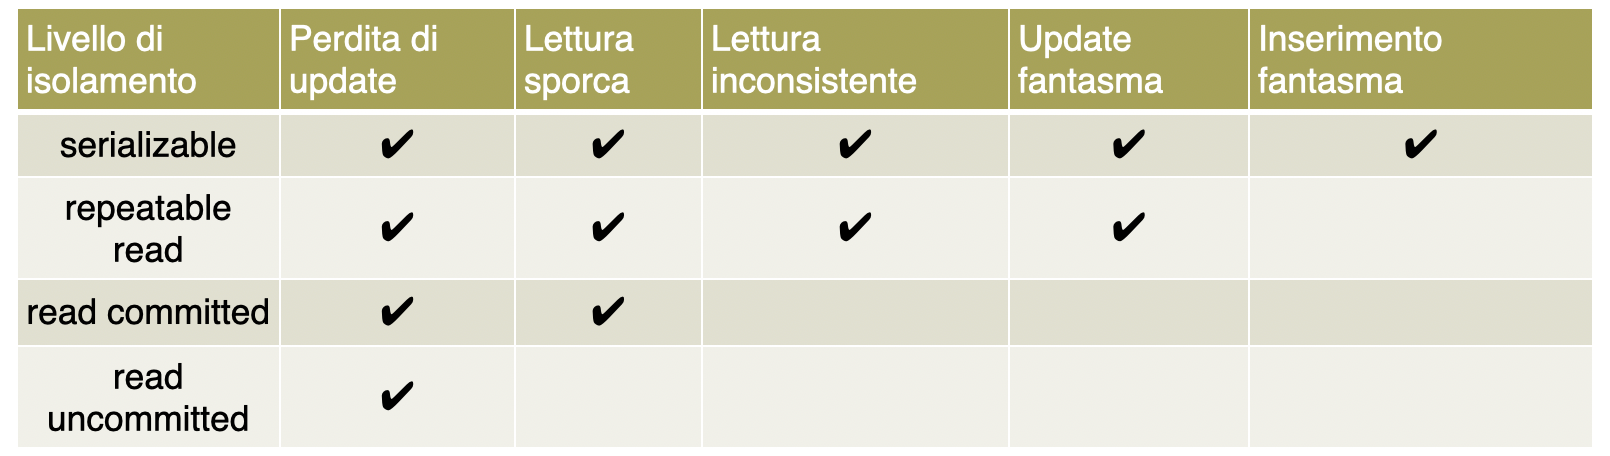 Livello di
isolamento
Perdita di
update
Lettura
sporca
Lettura
inconsistente
Update
fantasma
Inserimento
fantasma
serializable ✔ ✔ ✔ ✔ ✔
repeatable
read ✔ ✔ ✔ ✔
read committed ✔ ✔
read
uncommitted ✔